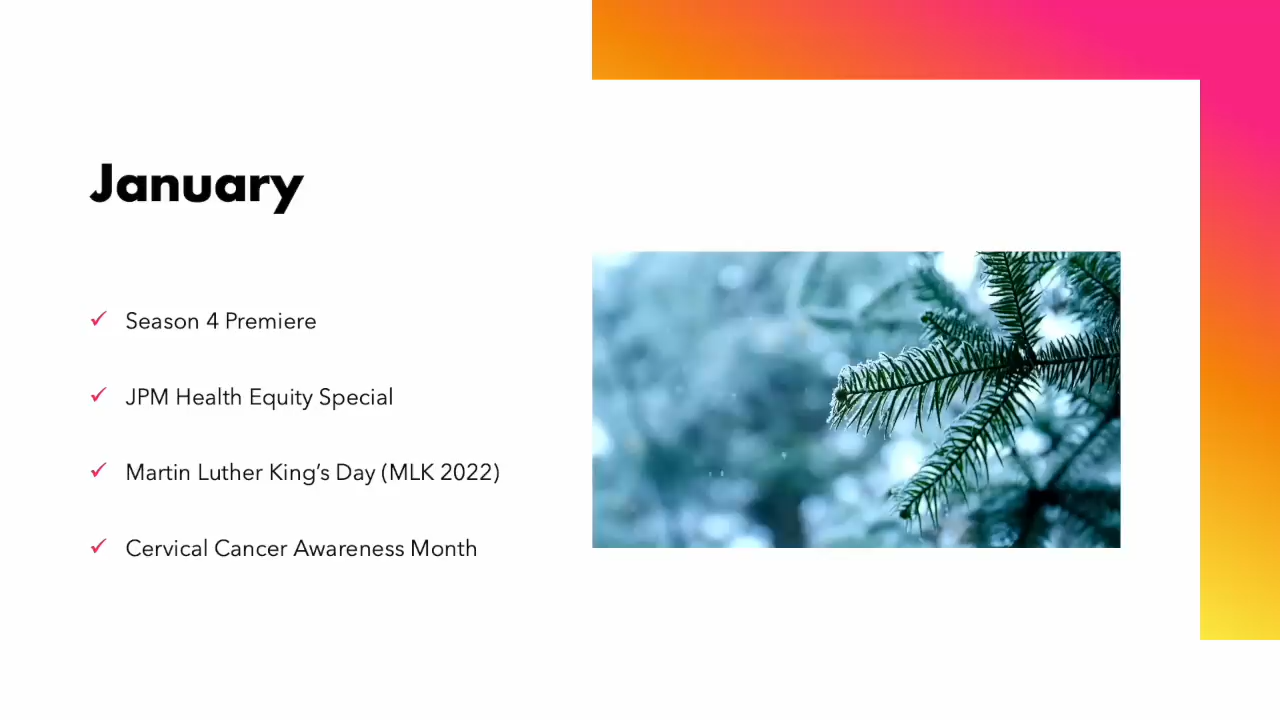 January
Season 4 Premiere
JPM Health Equity Special
Martin Luther King’s Day (MLK 2022)
Cervical Cancer Awareness Month